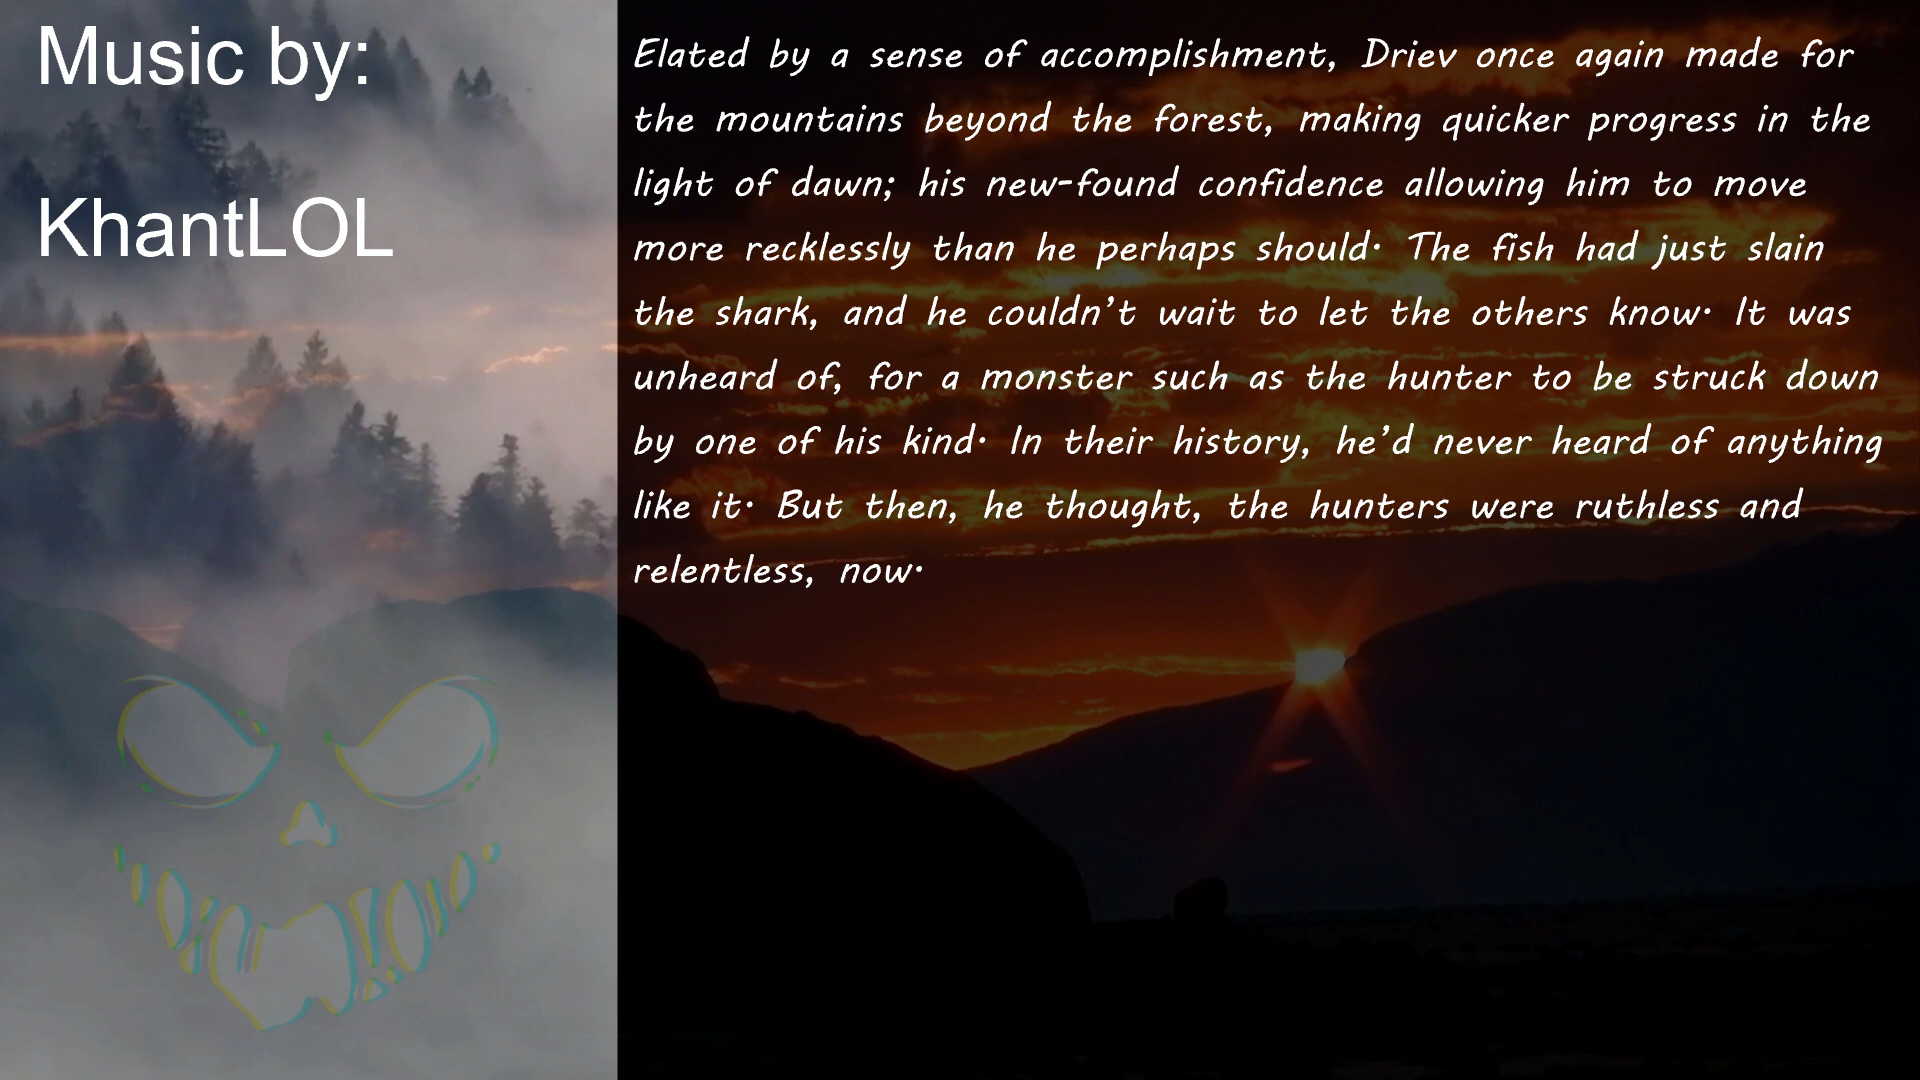 Music by:
KhantLOL
Elated by a sense of accomplishment, Driev once again made for
the mountains beyond the forest, making quicker progress in the
light of dawn; his new-found confidence allowing him to move
more recklessly than he perhaps should. The fish had just slain
the shark, and he couldn't wait to let the others know. It was
unheard of, for a monster such as the hunter to be struck down
by one of his kind. In their history, he'd never heard of anything
like it. But then, he thought, the hunters were ruthless and
relentless, now.